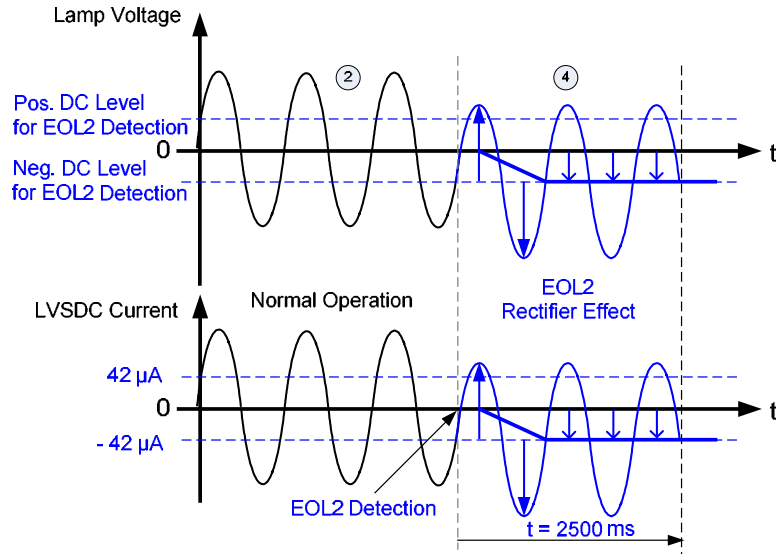 Lamp Voltage
2
4
Pos. DC Level
for EOL2 Detection
0
t
Neg. DC Level
for EOL2 Detection
LVSDC Current
Normal Operation
EOL2
Rectifier Effect
42 µA
0
t
- 42 µA
EOL2 Detection
t = 2500 ms